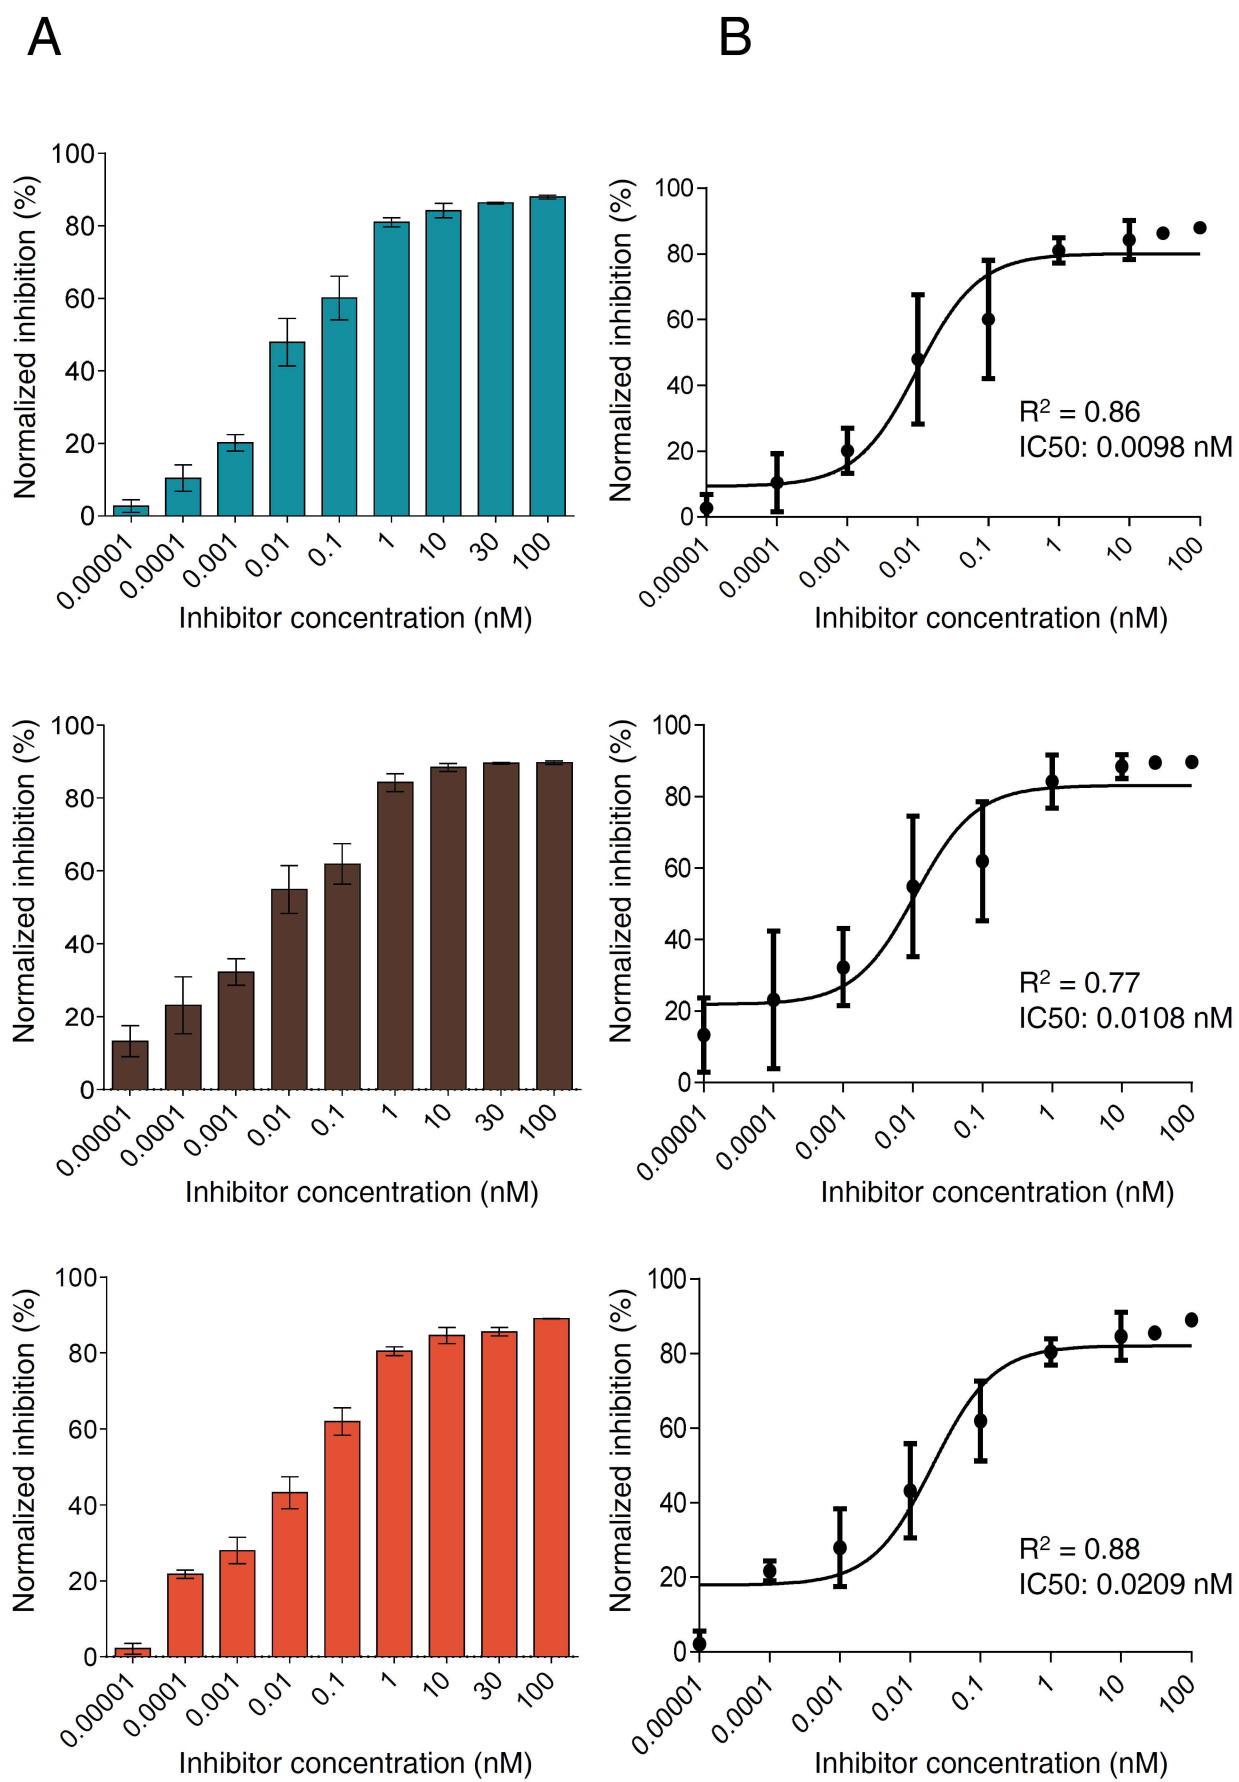 A
B
Normalized inhibition (%)
100
80
60
40
20
0
0.00001 0.0001 0.001 0.01 0.1 1 10 30 100
Inhibitor concentration (nM)
Normalized inhibition (%)
100
80
60
40
20
0
R² = 0.86
IC50: 0.0098 nM
0.00001 0.0001 0.001 0.01 0.1 1 10 100
Inhibitor concentration (nM)
Normalized inhibition (%)
100
80
60
40
20
0
0.00001 0.0001 0.001 0.01 0.1 1 10 30 100
Inhibitor concentration (nM)
Normalized inhibition (%)
100
80
60
40
20
0
R² = 0.77
IC50: 0.0108 nM
0.00001 0.0001 0.001 0.01 0.1 1 10 100
Inhibitor concentration (nM)
Normalized inhibition (%)
100
80
60
40
20
0
0.00001 0.0001 0.001 0.01 0.1 1 10 30 100
Inhibitor concentration (nM)
Normalized inhibition (%)
100
80
60
40
20
0
R² = 0.88
IC50: 0.0209 nM
0.00001 0.0001 0.001 0.01 0.1 1 10 100
Inhibitor concentration (nM)